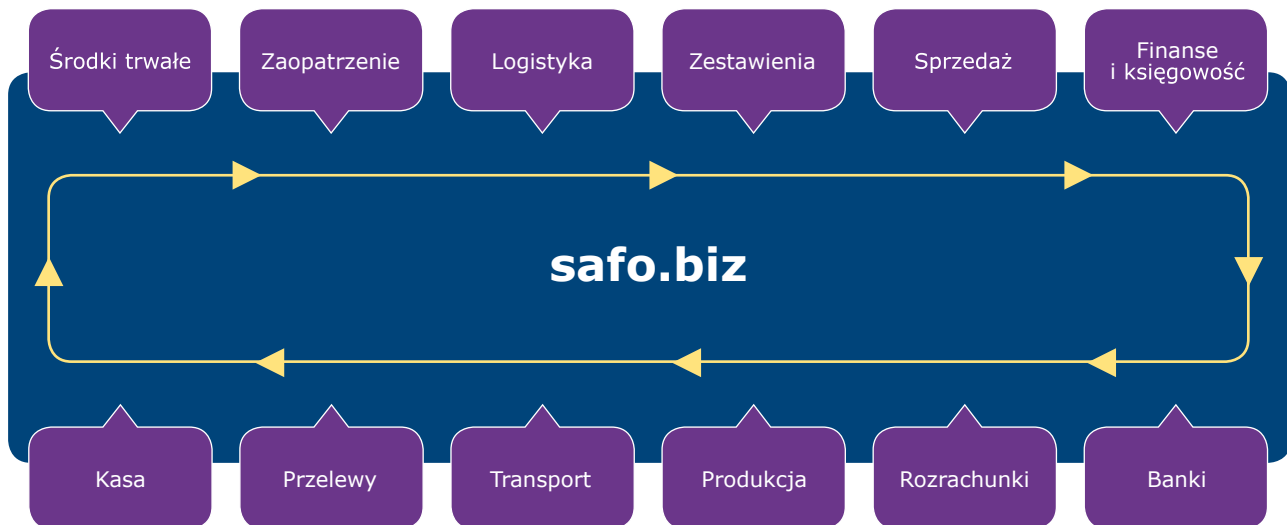 Środki trwałe
Zaopatrzenie
Logistyka
Zestawienia
Sprzedaż
Finanse
i księgowość
safo.biz
Kasa
Przelewy
Transport
Produkcja
Rozrachunki
Banki